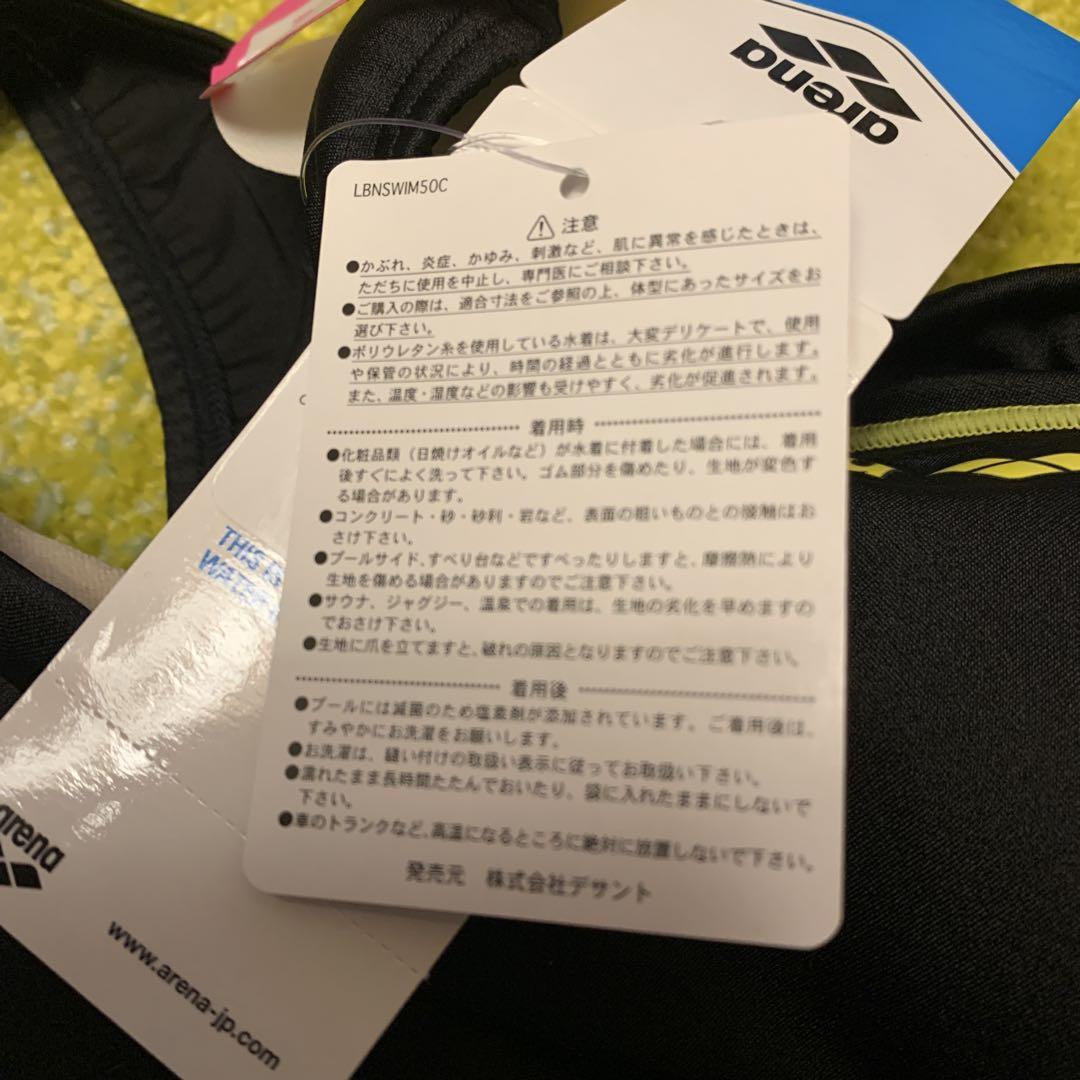 arena
LBNSWIM50C
注意
●かぶれ、炎症、かゆみ、刺激など、肌に異常を感じたときは、
ただちに使用を中止し、専門医にご相談下さい。
●ご購入の際は、適合寸法をご参照の上、体型にあったサイズをお
選び下さい。
●ポリウレタン糸を使用している水着は、大変デリケートで、使用
や保管の状況により、時間の経過とともに劣化が進行します。
また、温度・湿度などの影響も受けやすく、劣化が促進されます。
着用時
●化粧品類（日焼けオイルなど）が水着に付着した場合には、着用
後すぐによく洗って下さい。ゴム部分を傷めたり、生地が変色す
る場合があります。
●コンクリート・砂・砂利・岩など、表面の粗いものとの接触はお
さけ下さい。
●プールサイド、すべり台などですべったりしますと、摩擦熱により
生地を傷める場合がありますのでご注意下さい。
●サウナ、ジャグジー、温泉での着用は、生地の劣化を早めますの
でおさけ下さい。
●生地に爪を立てますと、破れの原因となりますのでご注意下さい。
着用後
●プールには滅菌のため塩素剤が添加されています。ご着用後は、
すみやかにお洗濯をお願いします。
●お洗濯は、縫い付けの取扱い表示に従ってお取扱い下さい。
●濡れたまま長時間たたんでおいたり、袋に入れたままにしないで
下さい。
●車のトランクなど、高温になるところに絶対に放置しないで下さい。
発売元 株式会社デサント
THIS IS
WATER
arena
www.arena-jp.com